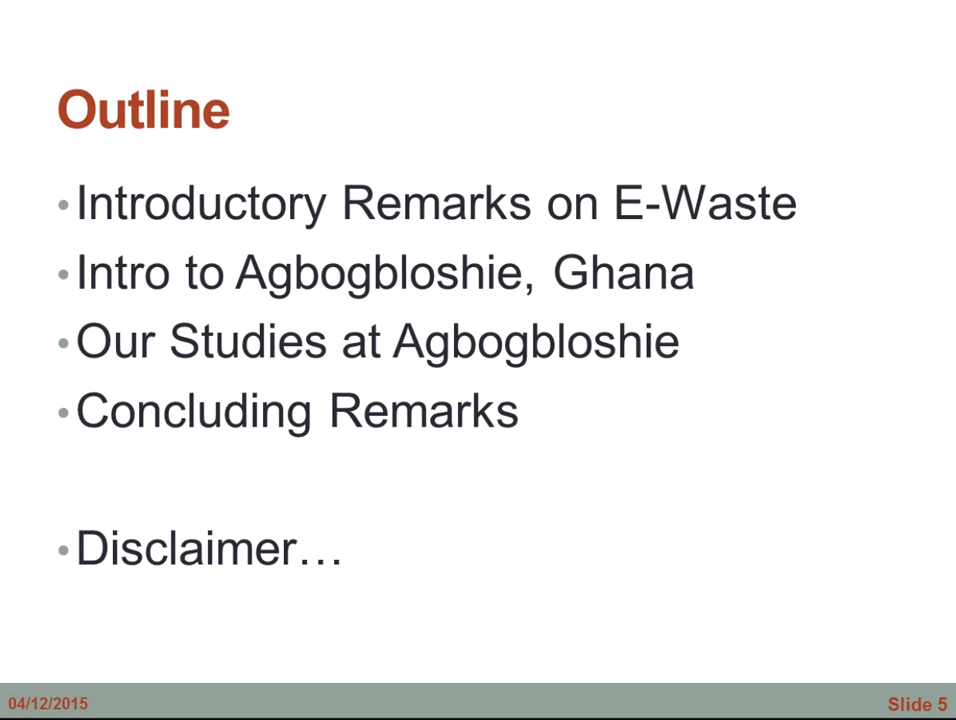 Outline
•Introductory Remarks on E-Waste
•Intro to Agbogbloshie, Ghana
•Our Studies at Agbogbloshie
•Concluding Remarks
•Disclaimer…
04/12/2015
Slide 5